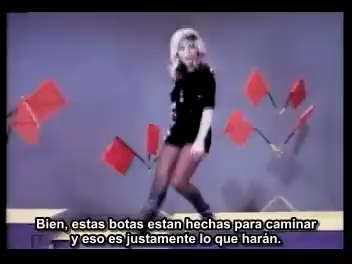 Bien, estas botas estan hechas para caminar
y eso es justamente lo que harán.